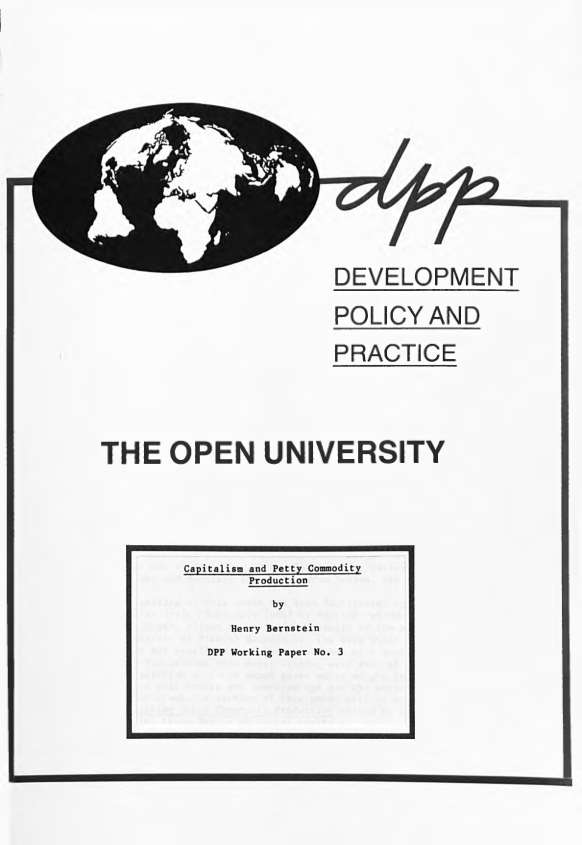 dpp
DEVELOPMENT
POLICY AND
PRACTICE
THE OPEN UNIVERSITY
Capitalism and Petty Commodity
Production
by
Henry Bernstein
DPP Working Paper No. 3